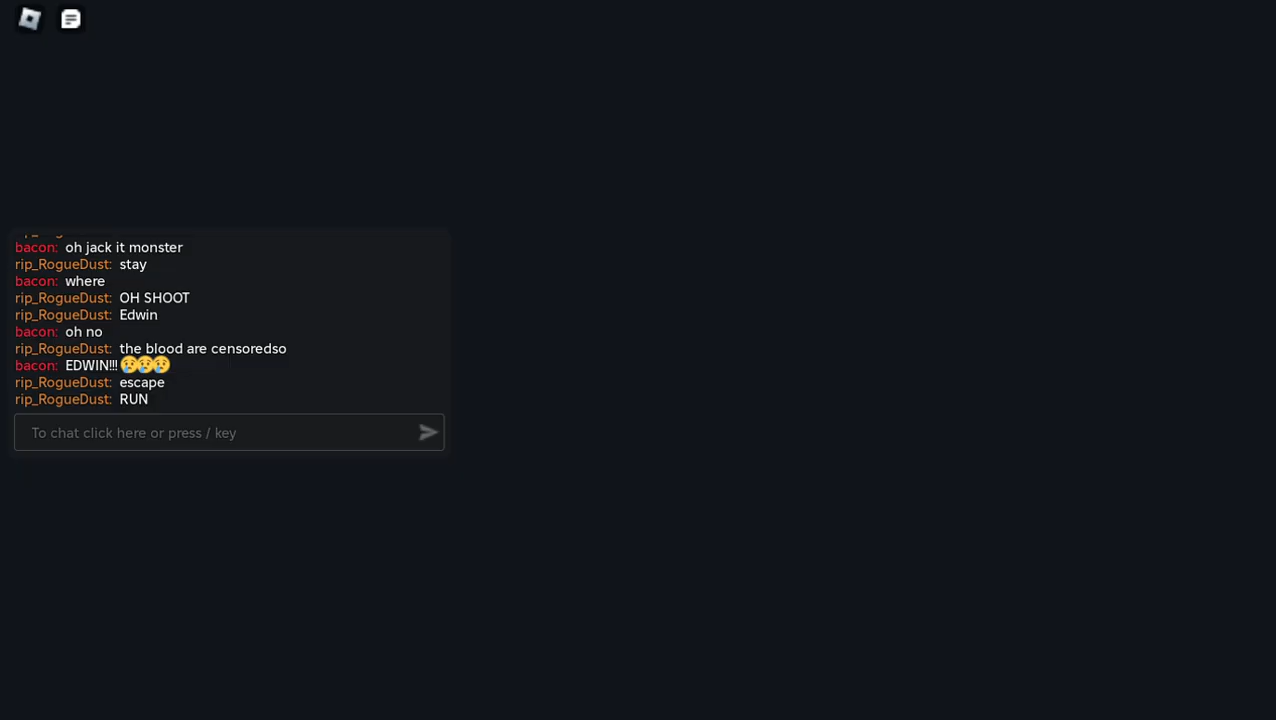 bacon: oh jack it monster
rip_RogueDust: stay
bacon: where
rip_RogueDust: OH SHOOT
rip_RogueDust: Edwin
bacon: oh no
rip_RogueDust: the blood are censoredso
bacon: EDWIN!!!😢😢😢
rip_RogueDust: escape
rip_RogueDust: RUN
To chat click here or press / key